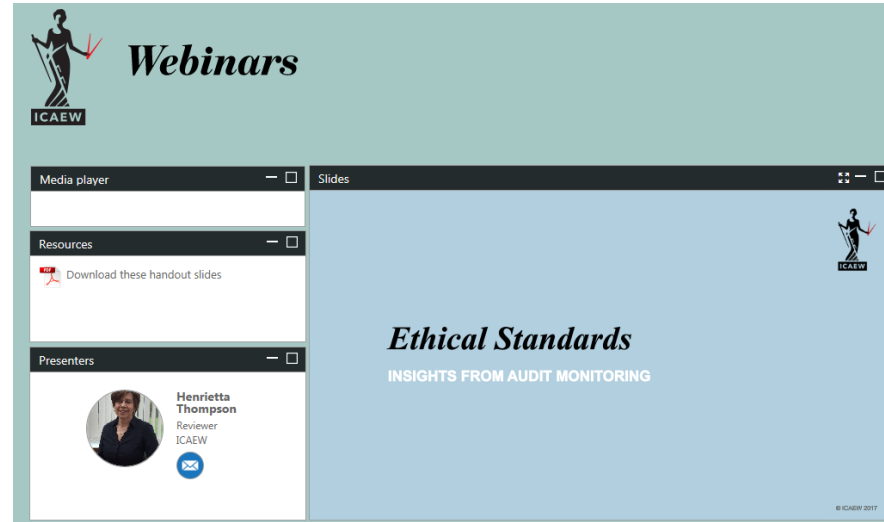 Webinars
ICAEW
Media player
Resources
PDF
Download these handout slides
Presenters
Henrietta
Thompson
Reviewer
ICAEW
Slides
ICAEW
Ethical Standards
INSIGHTS FROM AUDIT MONITORING
© ICAEW 2017